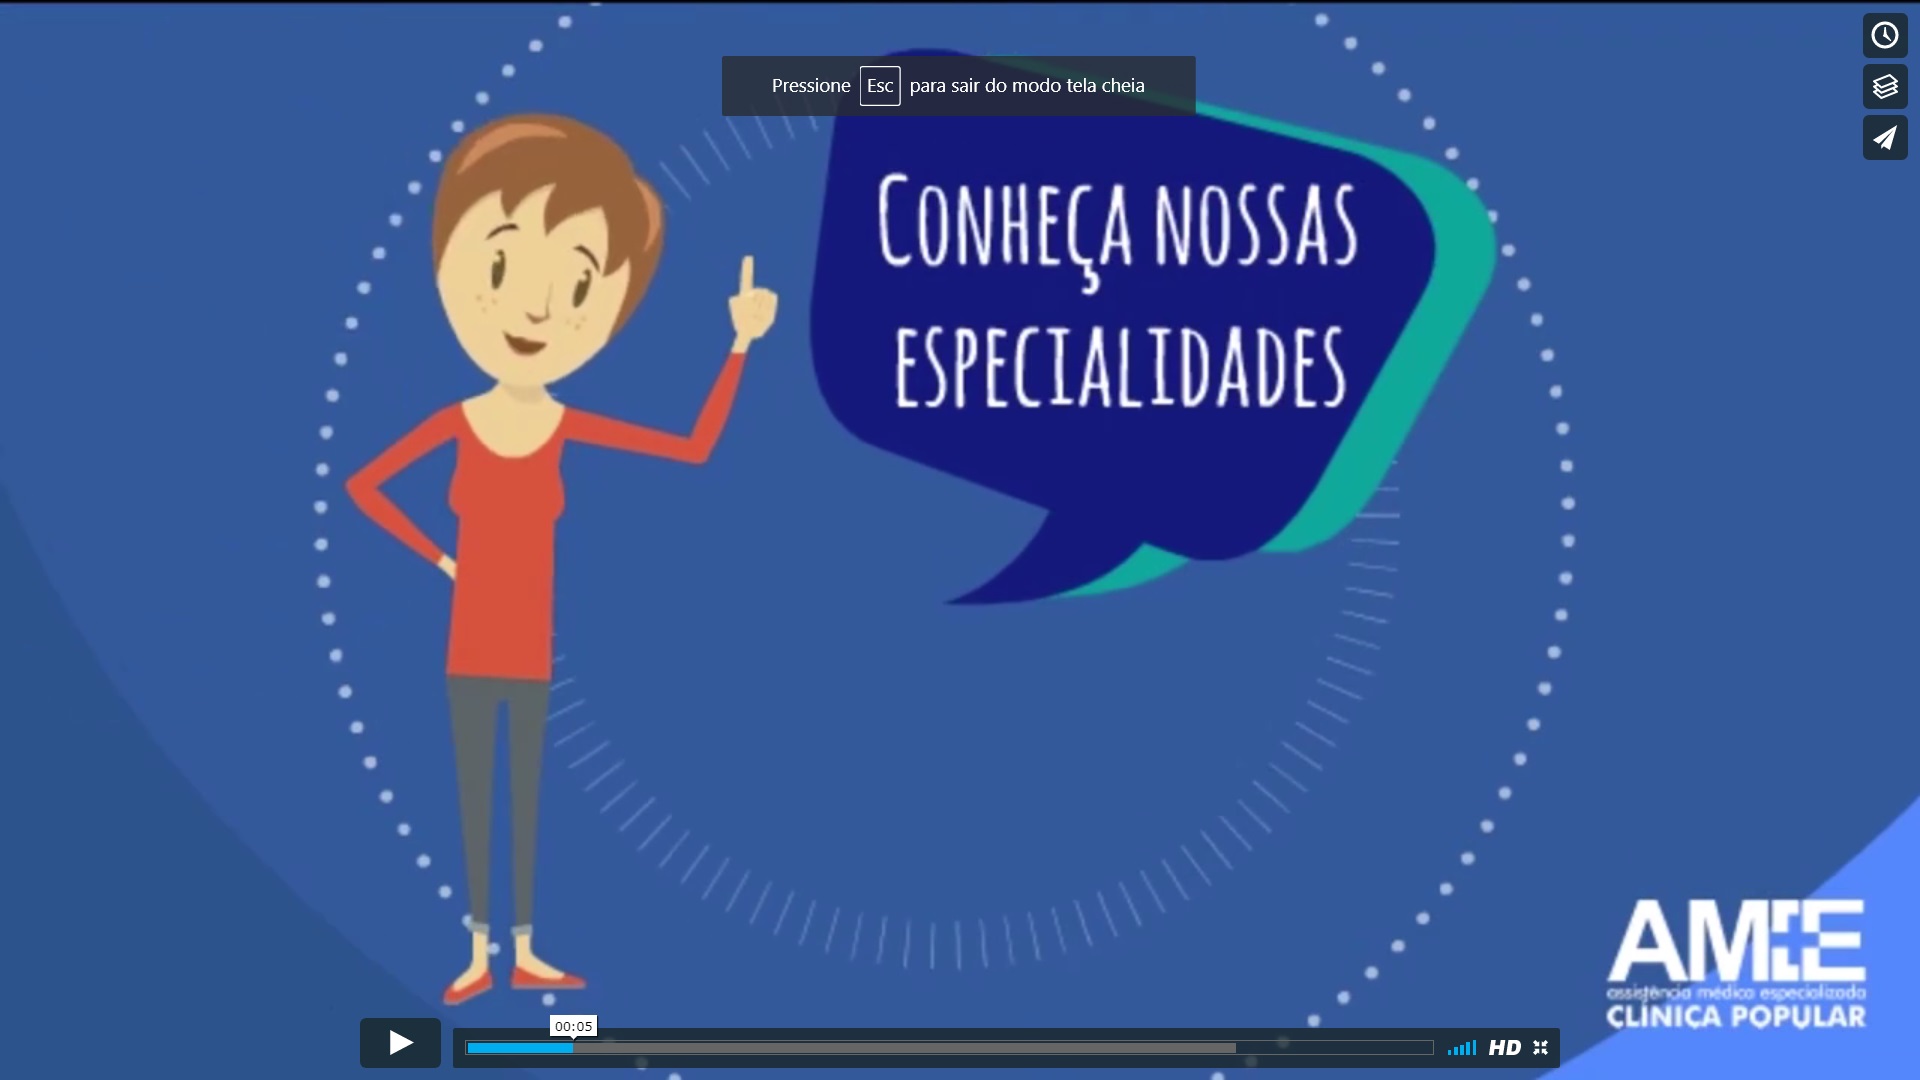 Pressione Esc para sair do modo tela cheia
CONHEÇA NOSSAS
ESPECIALIDADES
AME
assistência médica especializada
CLÍNICA POPULAR
00:05
HD